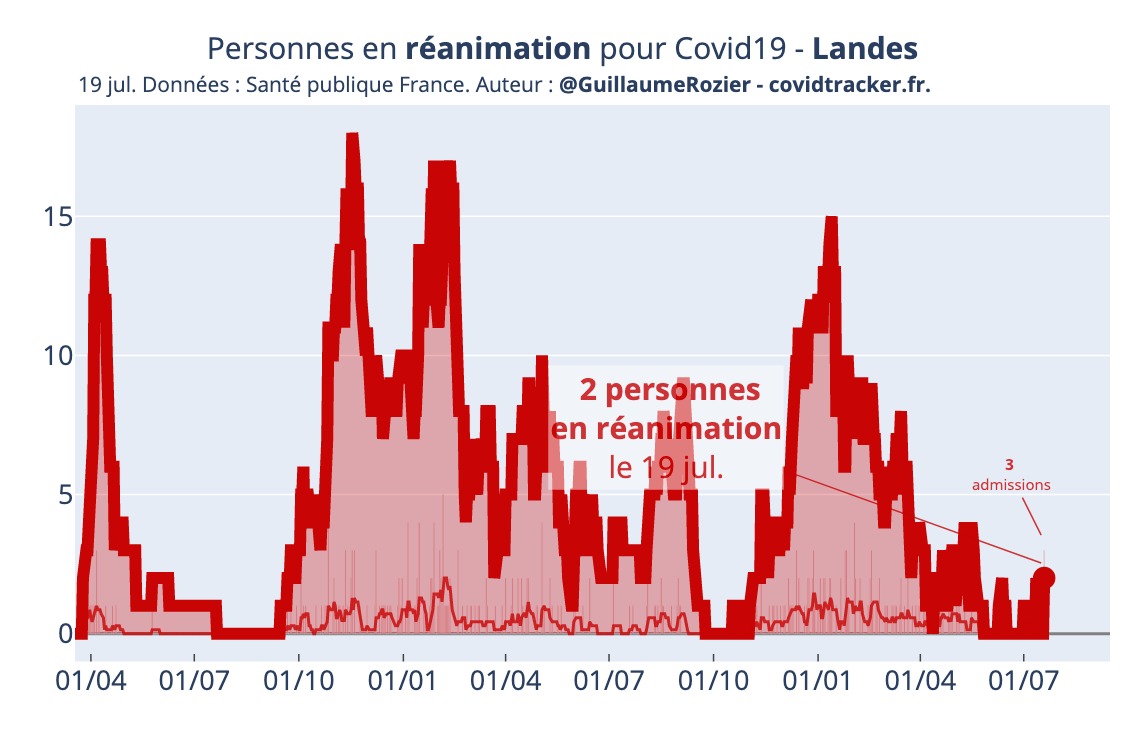 Personnes en réanimation pour Covid19 - Landes
19 jul. Données : Santé publique France. Auteur : @GuillaumeRozier - covidtracker.fr.
15
10
5
0
2 personnes
en réanimation
le 19 jul.
3
admissions
01/04 01/07 01/10 01/01 01/04 01/07 01/10 01/01 01/04 01/07